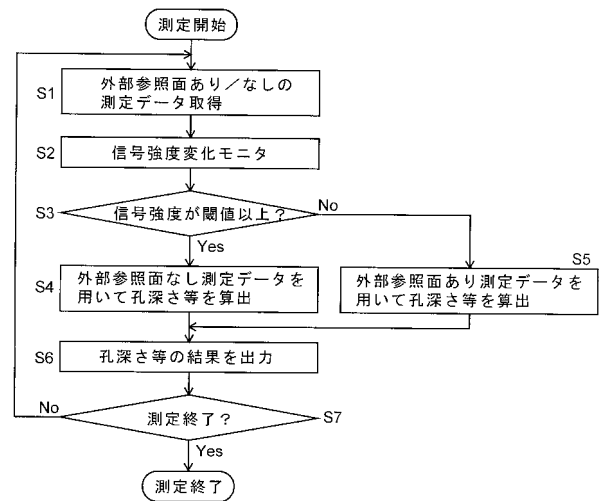 測定開始
S1
外部参照面あり／なしの
測定データ取得
S2
信号強度変化モニタ
S3
信号強度が閾値以上？
No
Yes
S4
外部参照面なし測定データを
用いて孔深さ等を算出
S5
外部参照面あり測定データを
用いて孔深さ等を算出
S6
孔深さ等の結果を出力
No
測定終了？
S7
Yes
測定終了